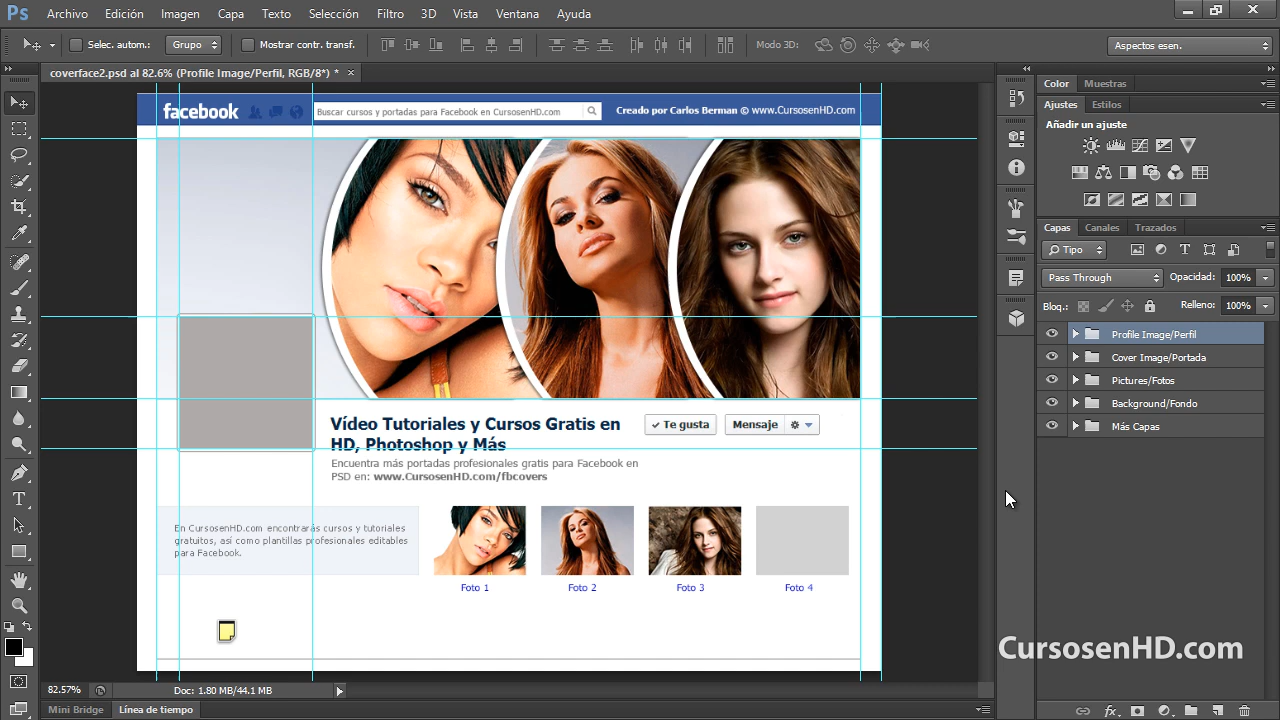 Ps Archivo Edición Imagen Capa Texto Selección Filtro 3D Vista Ventana Ayuda
Selec. autom.: Grupo Mostrar contr. transf. Modo 3D: Aspectos esen.
coverface2.psd al 82.6% (Profile Image/Perfil, RGB/8*) * ×
Color Muestras
Ajustes Estilos
Añadir un ajuste
facebook Buscar cursos y portadas para Facebook en CursosenHD.com Creado por Carlos Berman © www.CursosenHD.com
Capas Canales Trazados
Tipo
Pass Through Opacidad: 100%
Bloq.: Relleno: 100%
Profile Image/Perfil
Cover Image/Portada
Pictures/Fotos
Background/Fondo
Más Capas
Vídeo Tutoriales y Cursos Gratis en
HD, Photoshop y Más
Te gusta Mensaje
Encuentra más portadas profesionales gratis para Facebook en
PSD en: www.CursosenHD.com/fbcovers
En CursosenHD.com encontrarás cursos y tutoriales
gratuitos, así como plantillas profesionales editables
para Facebook.
Foto 1 Foto 2 Foto 3 Foto 4
CursosenHD.com
82.57% Doc: 1.80 MB/44.1 MB
Mini Bridge Línea de tiempo